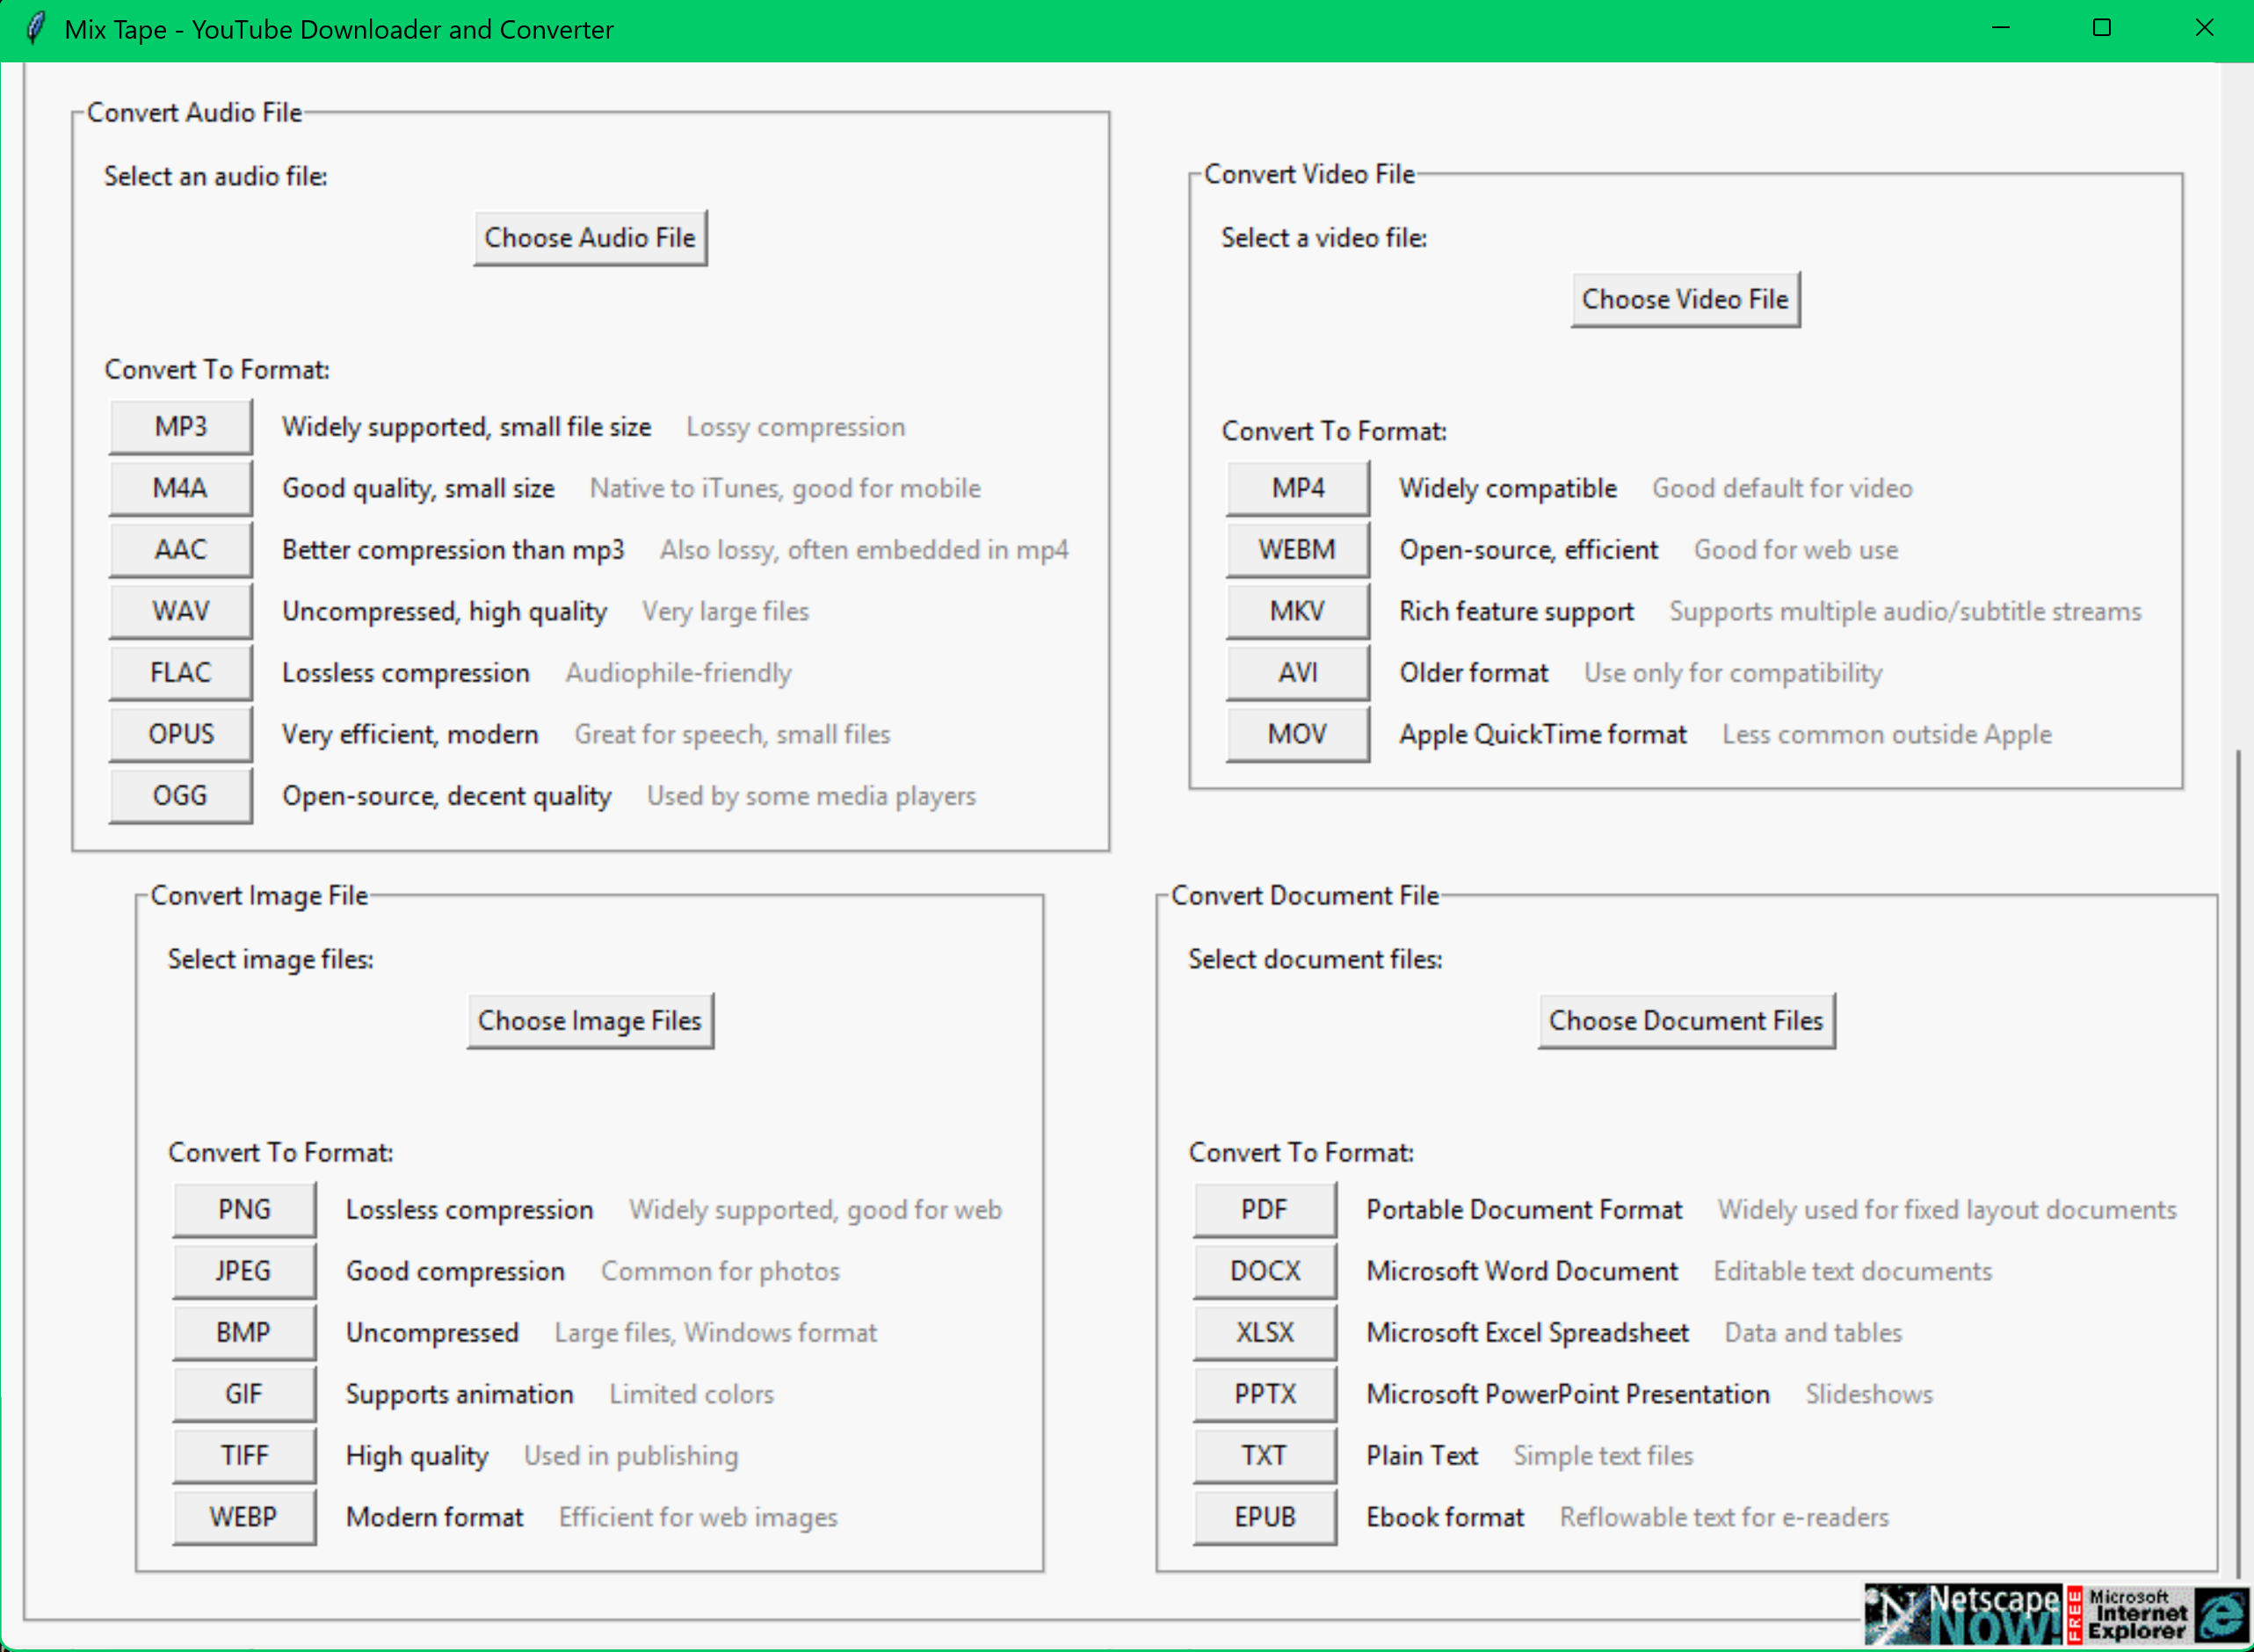 Mix Tape - YouTube Downloader and Converter
Convert Audio File
Select an audio file:
Choose Audio File
Convert To Format:
MP3 Widely supported, small file size Lossy compression
M4A Good quality, small size Native to iTunes, good for mobile
AAC Better compression than mp3 Also lossy, often embedded in mp4
WAV Uncompressed, high quality Very large files
FLAC Lossless compression Audiophile-friendly
OPUS Very efficient, modern Great for speech, small files
OGG Open-source, decent quality Used by some media players
Convert Video File
Select a video file:
Choose Video File
Convert To Format:
MP4 Widely compatible Good default for video
WEBM Open-source, efficient Good for web use
MKV Rich feature support Supports multiple audio/subtitle streams
AVI Older format Use only for compatibility
MOV Apple QuickTime format Less common outside Apple
Convert Image File
Select image files:
Choose Image Files
Convert To Format:
PNG Lossless compression Widely supported, good for web
JPEG Good compression Common for photos
BMP Uncompressed Large files, Windows format
GIF Supports animation Limited colors
TIFF High quality Used in publishing
WEBP Modern format Efficient for web images
Convert Document File
Select document files:
Choose Document Files
Convert To Format:
PDF Portable Document Format Widely used for fixed layout documents
DOCX Microsoft Word Document Editable text documents
XLSX Microsoft Excel Spreadsheet Data and tables
PPTX Microsoft PowerPoint Presentation Slideshows
TXT Plain Text Simple text files
EPUB Ebook format Reflowable text for e-readers
N Netscape
NOW!
FREE
Microsoft
Internet
Explorer